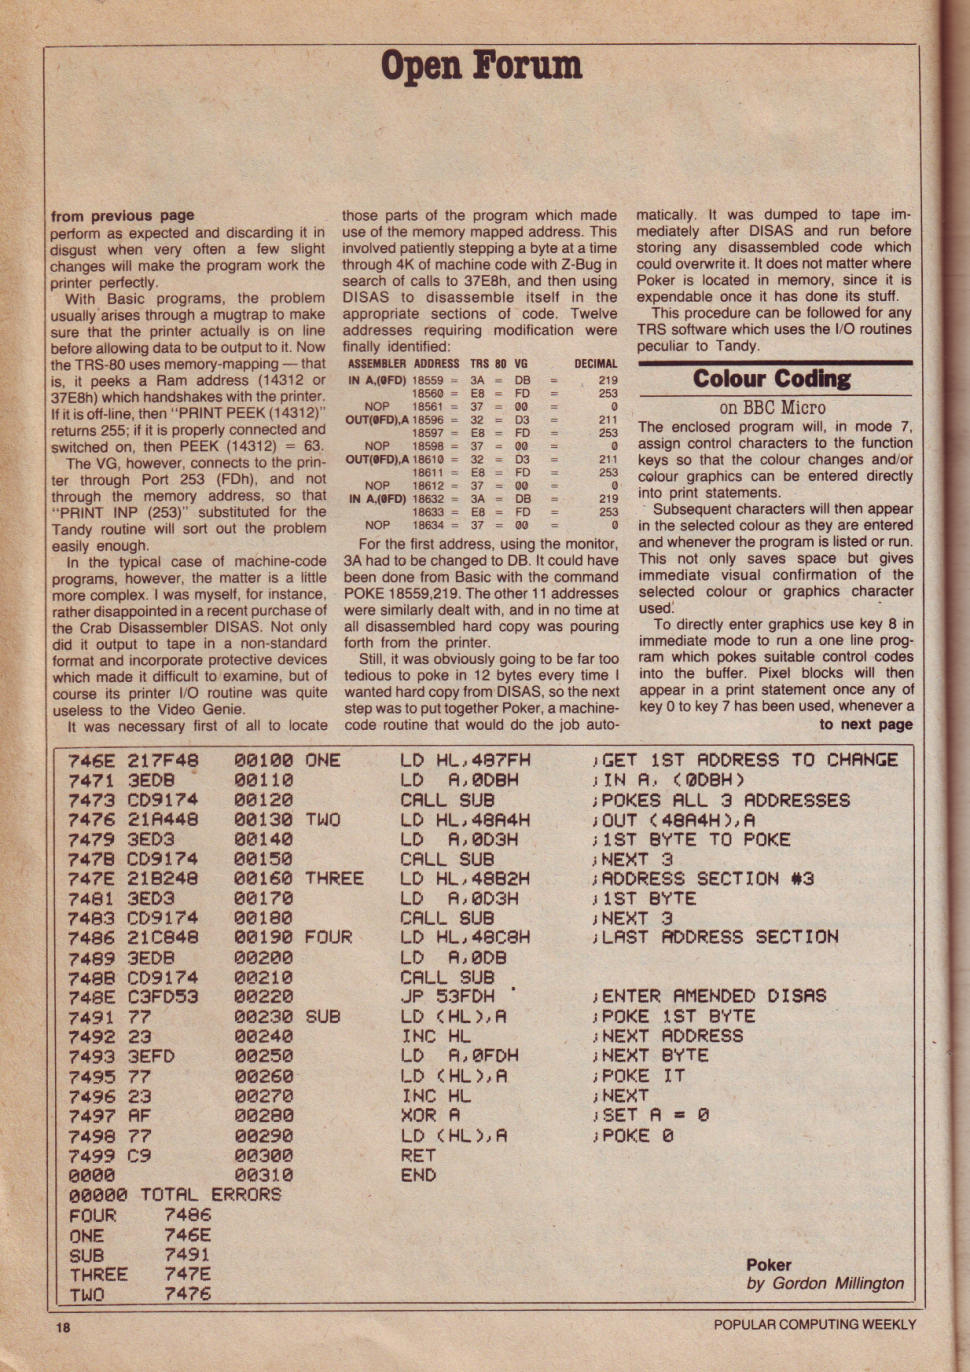 Open Forum
from previous page
perform as expected and discarding it in
disgust when very often a few slight
changes will make the program work the
printer perfectly.
With Basic programs, the problem
usually arises through a mugtrap to make
sure that the printer actually is on line
before allowing data to be output to it. Now
the TRS-80 uses memory-mapping — that
is, it peeks a Ram address (14312 or
37E8h) which handshakes with the printer.
If it is off-line, then "PRINT PEEK (14312)"
returns 255; if it is properly connected and
switched on, then PEEK (14312) = 63.
The VG, however, connects to the prin-
ter through Port 253 (FDh), and not
through the memory address, so that
"PRINT INP (253)" substituted for the
Tandy routine will sort out the problem
easily enough.
In the typical case of machine-code
programs, however, the matter is a little
more complex. I was myself, for instance,
rather disappointed in a recent purchase of
the Crab Disassembler DISAS. Not only
did it output to tape in a non-standard
format and incorporate protective devices
which made it difficult to examine, but of
course its printer I/O routine was quite
useless to the Video Genie.
It was necessary first of all to locate
those parts of the program which made
use of the memory mapped address. This
involved patiently stepping a byte at a time
through 4K of machine code with Z-Bug in
search of calls to 37E8h, and then using
DISAS to disassemble itself in the
appropriate sections of code. Twelve
addresses requiring modification were
finally identified:
ASSEMBLER ADDRESS TRS 80 VG DECIMAL
IN A,(0FD) 18559 = 3A = DB = 219
18560 = E8 = FD = 253
NOP 18561 = 37 = 00 = 0
OUT(0FD),A 18596 = 32 = D3 = 211
18597 = E8 = FD = 253
NOP 18598 = 37 = 00 = 0
OUT(0FD),A 18610 = 32 = D3 = 211
18611 = E8 = FD = 253
NOP 18612 = 37 = 00 = 0
IN A,(0FD) 18632 = 3A = DB = 219
18633 = E8 = FD = 253
NOP 18634 = 37 = 00 = 0
For the first address, using the monitor,
3A had to be changed to DB. It could have
been done from Basic with the command
POKE 18559,219. The other 11 addresses
were similarly dealt with, and in no time at
all disassembled hard copy was pouring
forth from the printer.
Still, it was obviously going to be far too
tedious to poke in 12 bytes every time I
wanted hard copy from DISAS, so the next
step was to put together Poker, a machine-
code routine that would do the job auto-
matically. It was dumped to tape im-
mediately after DISAS and run before
storing any disassembled code which
could overwrite it. It does not matter where
Poker is located in memory, since it is
expendable once it has done its stuff.
This procedure can be followed for any
TRS software which uses the I/O routines
peculiar to Tandy.
Colour Coding
on BBC Micro
The enclosed program will, in mode 7,
assign control characters to the function
keys so that the colour changes and/or
colour graphics can be entered directly
into print statements.
Subsequent characters will then appear
in the selected colour as they are entered
and whenever the program is listed or run.
This not only saves space but gives
immediate visual confirmation of the
selected colour or graphics character
used.
To directly enter graphics use key 8 in
immediate mode to run a one line prog-
ram which pokes suitable control codes
into the buffer. Pixel blocks will then
appear in a print statement once any of
key 0 to key 7 has been used, whenever a
to next page
746E 217F48 00100 ONE LD HL,487FH ;GET 1ST ADDRESS TO CHANGE
7471 3EDB 00110 LD A,0DBH ;IN A, (0DBH)
7473 CD9174 00120 CALL SUB ;POKES ALL 3 ADDRESSES
7476 21A448 00130 TWO LD HL,48A4H ;OUT (48A4H),A
7479 3ED3 00140 LD A,0D3H ;1ST BYTE TO POKE
747B CD9174 00150 CALL SUB ;NEXT 3
747E 21B248 00160 THREE LD HL,48B2H ;ADDRESS SECTION #3
7481 3ED3 00170 LD A,0D3H ;1ST BYTE
7483 CD9174 00180 CALL SUB ;NEXT 3
7486 21C848 00190 FOUR LD HL,48C8H ;LAST ADDRESS SECTION
7489 3EDB 00200 LD A,0DB
748B CD9174 00210 CALL SUB
748E C3FD53 00220 JP 53FDH ;ENTER AMENDED DISAS
7491 77 00230 SUB LD (HL),A ;POKE 1ST BYTE
7492 23 00240 INC HL ;NEXT ADDRESS
7493 3EFD 00250 LD A,0FDH ;NEXT BYTE
7495 77 00260 LD (HL),A ;POKE IT
7496 23 00270 INC HL ;NEXT
7497 AF 00280 XOR A ;SET A = 0
7498 77 00290 LD (HL),A ;POKE 0
7499 C9 00300 RET
0000 00310 END
00000 TOTAL ERRORS
FOUR 7486
ONE 746E
SUB 7491
THREE 747E
TWO 7476
Poker
by Gordon Millington
18
POPULAR COMPUTING WEEKLY